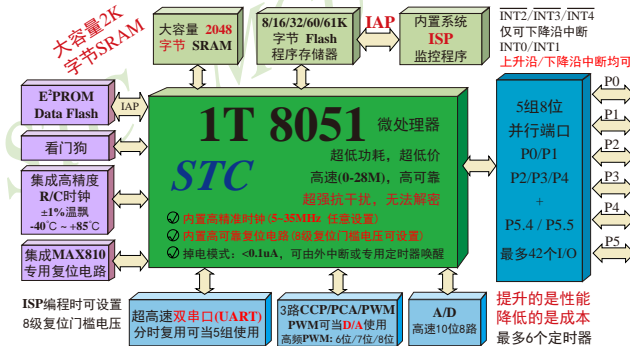 大容量2K
字节SRAM
大容量 2048
字节 SRAM
8/16/32/60/61K
字节 Flash
程序存储器
IAP
内置系统
ISP
监控程序
INT2/INT3/INT4
仅可下降沿中断
INT0/INT1
上升沿/下降沿中断均可
E²PROM
Data Flash
IAP
看门狗
集成高精度
R/C时钟
±1%温飘
-40℃ ~ +85℃
集成MAX810
专用复位电路
1T 8051 微处理器
STC
超低功耗，超低价
高速(0-28M)，高可靠
超强抗干扰，无法解密
内置高精准时钟(5~35MHz 任意设置)
内置高可靠复位电路(8级复位门槛电压可设置)
掉电模式：<0.1uA，可由外中断或专用定时器唤醒
5组8位
并行端口
P0/P1
P2/P3/P4
+
P5.4 / P5.5
最多42个I/O
P0
P1
P2
P3
P4
P5
ISP编程时可设置
8级复位门槛电压
超高速双串口(UART)
分时复用可当5组使用
3路CCP/PCA/PWM
PWM可当D/A使用
高频PWM: 6位/7位/8位
A/D
高速10位8路
提升的是性能
降低的是成本
最多6个定时器